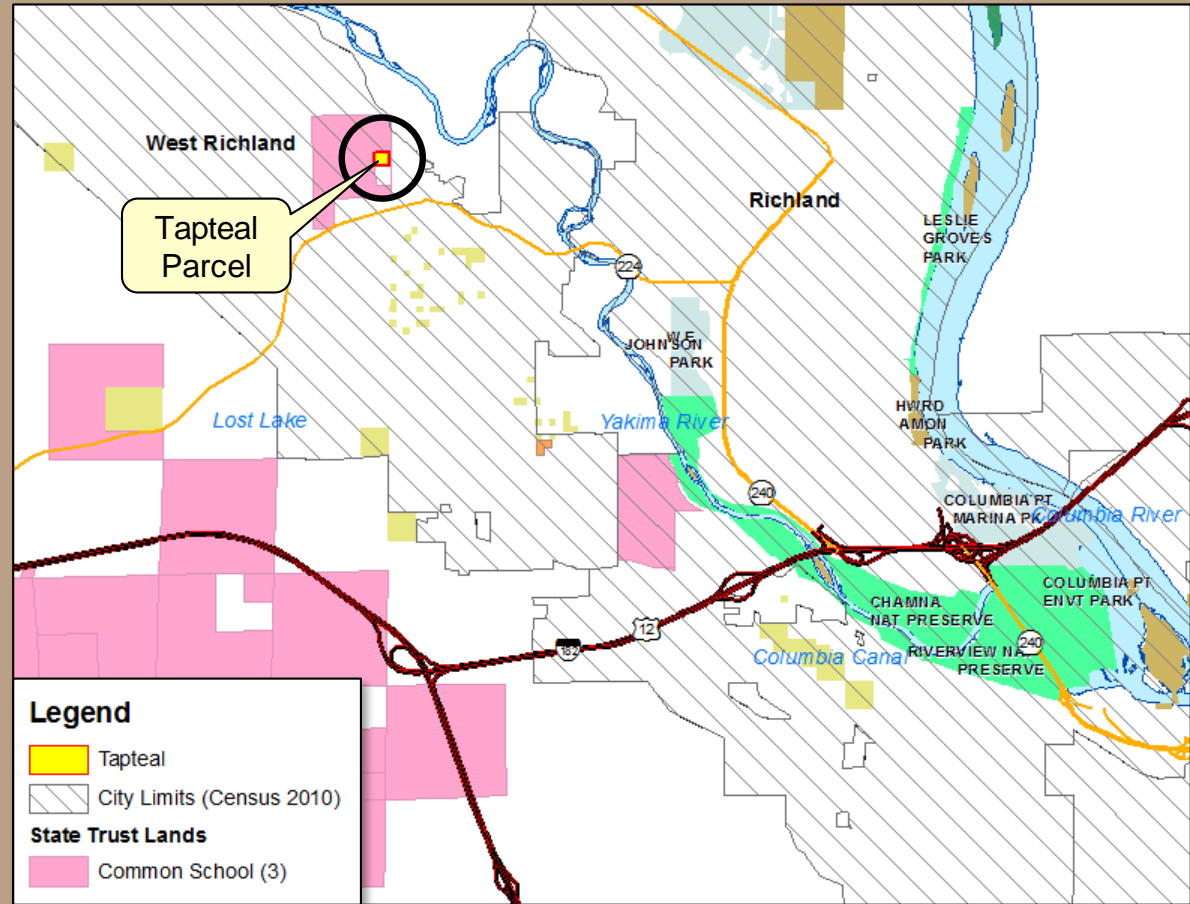 West Richland
Tapteal
Parcel
Richland
LESLIE
GROVES
PARK
224
W E
JOHNSON
PARK
Lost Lake
Yakima River
HWRD
AMON
PARK
240
COLUMBIA PT
MARINA PK
Columbia River
COLUMBIA PT
ENVT PARK
CHAMNA
NAT PRESERVE
12
182
240
Columbia Canal
RIVERVIEW NA
PRESERVE
Legend
Tapteal
City Limits (Census 2010)
State Trust Lands
Common School (3)